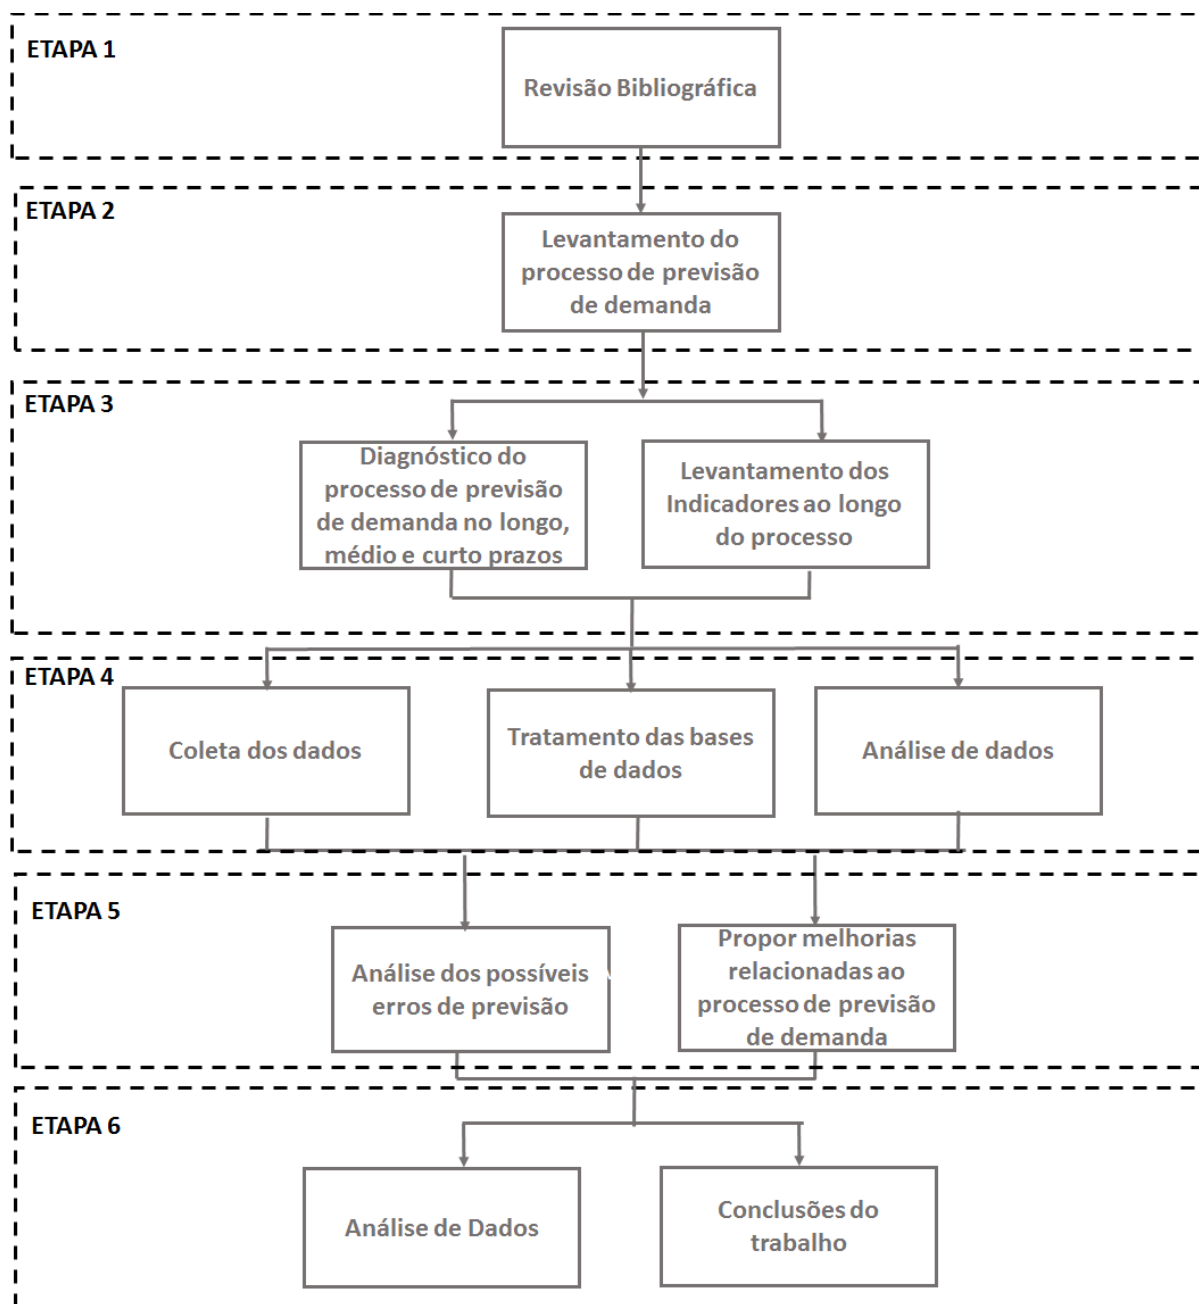 ETAPA 1
Revisão Bibliográfica
ETAPA 2
Levantamento do
processo de previsão
de demanda
ETAPA 3
Diagnóstico do
processo de previsão
de demanda no longo,
médio e curto prazos
Levantamento dos
Indicadores ao longo
do processo
ETAPA 4
Coleta dos dados
Tratamento das bases
de dados
Análise de dados
ETAPA 5
Análise dos possíveis
erros de previsão
Propor melhorias
relacionadas ao
processo de previsão
de demanda
ETAPA 6
Análise de Dados
Conclusões do
trabalho